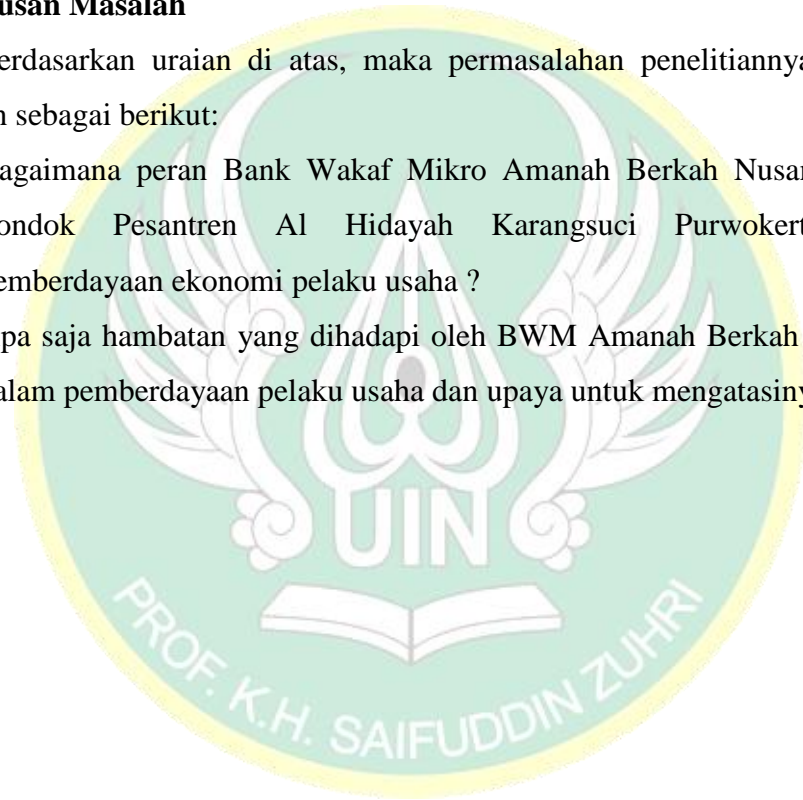 usan Masalah
erdasarkan uraian di atas, maka permasalahan penelitiannya
n sebagai berikut:
agaimana peran Bank Wakaf Mikro Amanah Berkah Nusan
ondok Pesantren Al Hidayah Karangsuci Purwokert
emberdayaan ekonomi pelaku usaha ?
pa saja hambatan yang dihadapi oleh BWM Amanah Berkah
alam pemberdayaan pelaku usaha dan upaya untuk mengatasiny
UIN
PROF. K.H. SAIFUDDIN ZUHRI